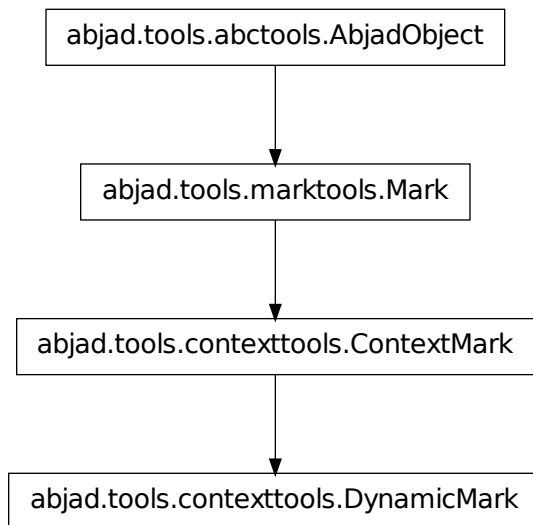 abjad.tools.abctools.AbjadObject
abjad.tools.marktools.Mark
abjad.tools.contexttools.ContextMark
abjad.tools.contexttools.DynamicMark